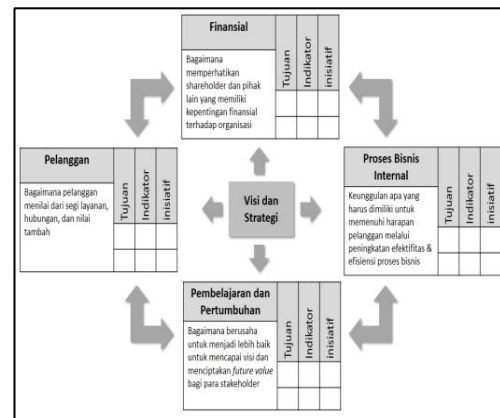 Finansial
Bagaimana
memperhatikan
shareholder dan pihak
lain yang memiliki
kepentingan finansial
terhadap organisasi
Tujuan
Indikator
inisiatif
Pelanggan
Bagaimana pelanggan
menilai dari segi layanan,
hubungan, dan nilai
tambah
Tujuan
Indikator
inisiatif
Visi dan
Strategi
Proses Bisnis
Internal
Keunggulan apa yang
harus dimiliki untuk
memenuhi harapan
pelanggan melalui
peningkatan efektifitas &
efisiensi proses bisnis
Tujuan
Indikator
inisiatif
Pembelajaran dan
Pertumbuhan
Bagaimana berusaha
untuk menjadi lebih baik
untuk mencapai visi dan
menciptakan future value
bagi para stakeholder
Tujuan
Indikator
inisiatif